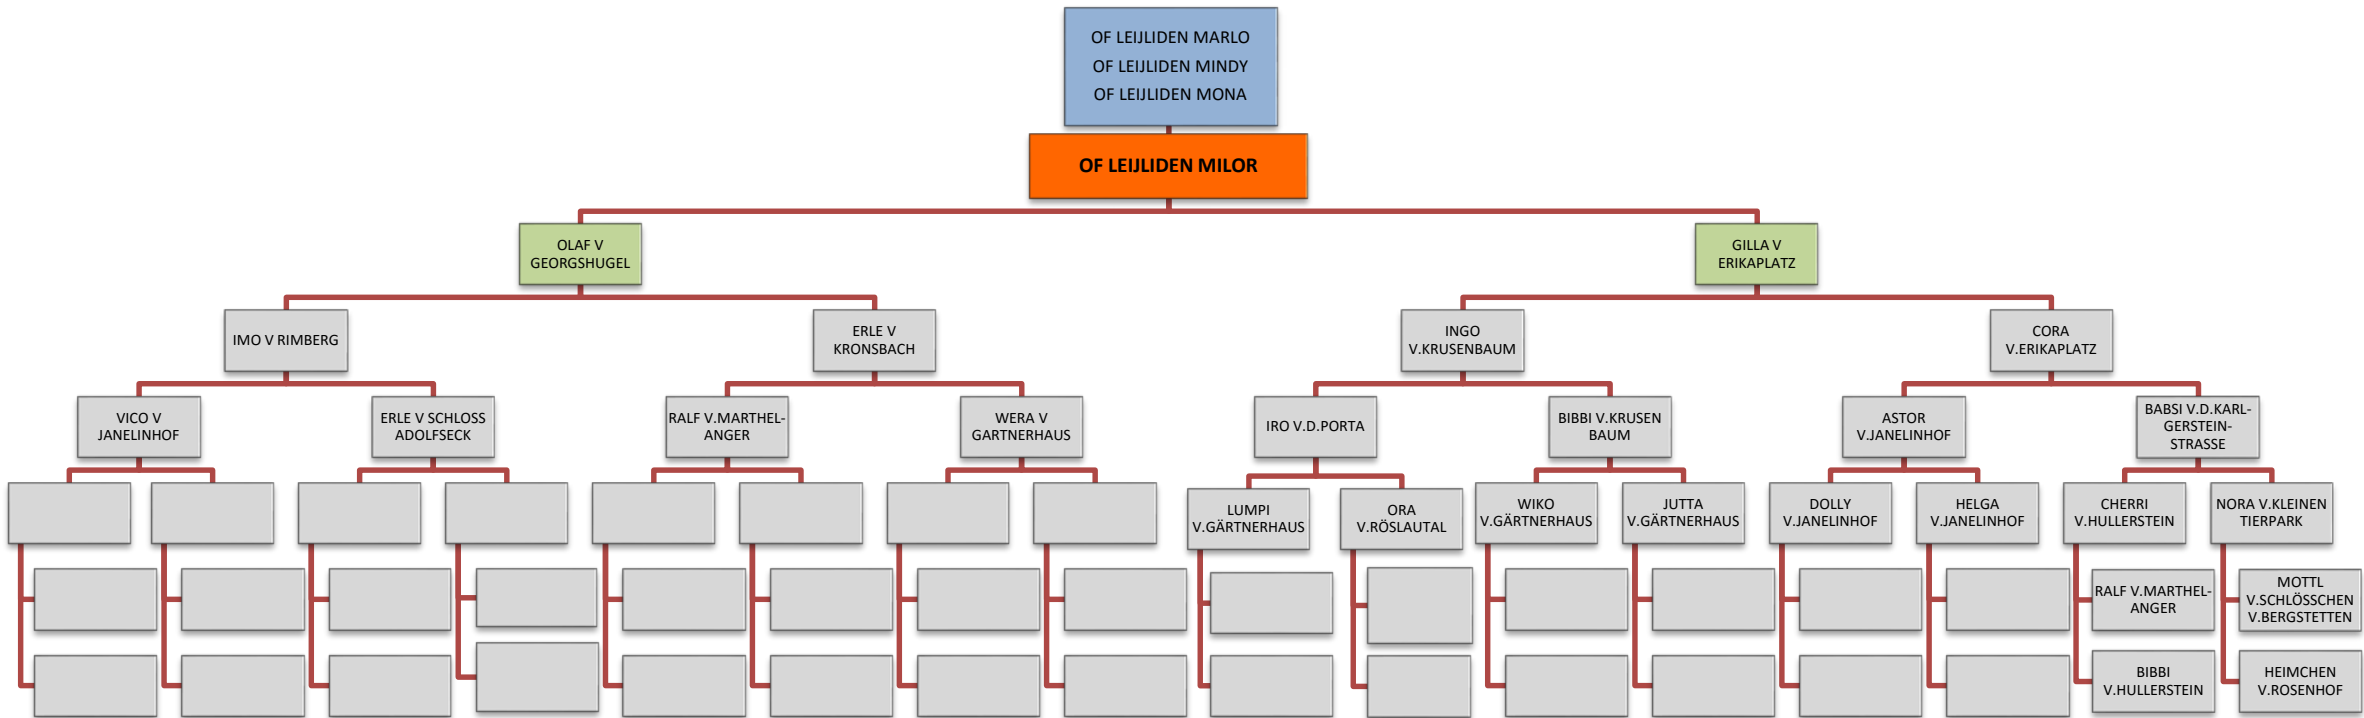 OF LEIJLIDEN MARLO
OF LEIJLIDEN MINDY
OF LEIJLIDEN MONA
OF LEIJLIDEN MILOR
OLAF V
GEORGSHUGEL
GILLA V
ERIKAPLATZ
IMO V RIMBERG
ERLE V
KRONSBACH
INGO
V.KRUSENBAUM
CORA
V.ERIKAPLATZ
VICO V
JANELINHOF
ERLE V SCHLOSS
ADOLFSECK
RALF V.MARTHEL-
ANGER
WERA V
GARTNERHAUS
IRO V.D.PORTA
BIBBI V.KRUSEN
BAUM
ASTOR
V.JANELINHOF
BABSI V.D.KARL-
GERSTEIN-
STRASSE
LUMPI
V.GÄRTNERHAUS
ORA
V.RÖSLAUTAL
WIKO
V.GÄRTNERHAUS
JUTTA
V.GÄRTNERHAUS
DOLLY
V.JANELINHOF
HELGA
V.JANELINHOF
CHERRI
V.HULLERSTEIN
NORA V.KLEINEN
TIERPARK
RALF V.MARTHEL-
ANGER
MOTTL
V.SCHLÖSSCHEN
V.BERGSTETTEN
BIBBI
V.HULLERSTEIN
HEIMCHEN
V.ROSENHOF